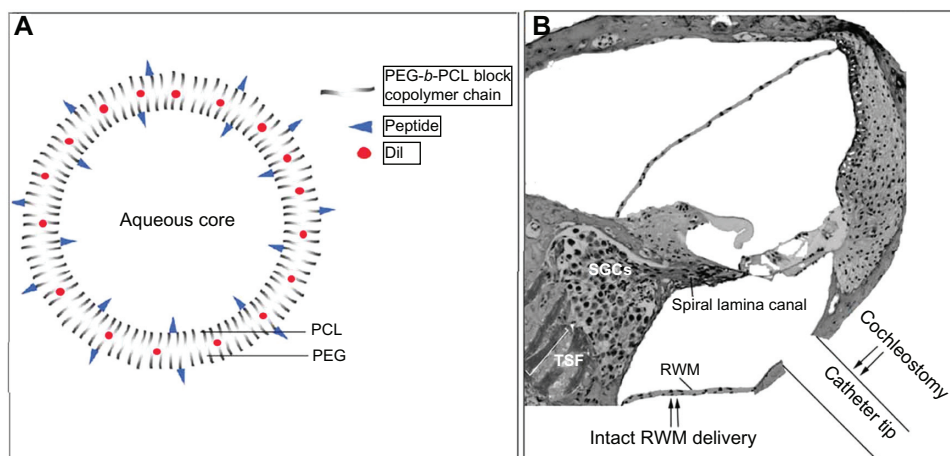 A
PEG-b-PCL block
copolymer chain
Peptide
Dil
Aqueous core
PCL
PEG
B
SGCs
Spiral lamina canal
TSF
RWM
Intact RWM delivery
Cochleostomy
Catheter tip